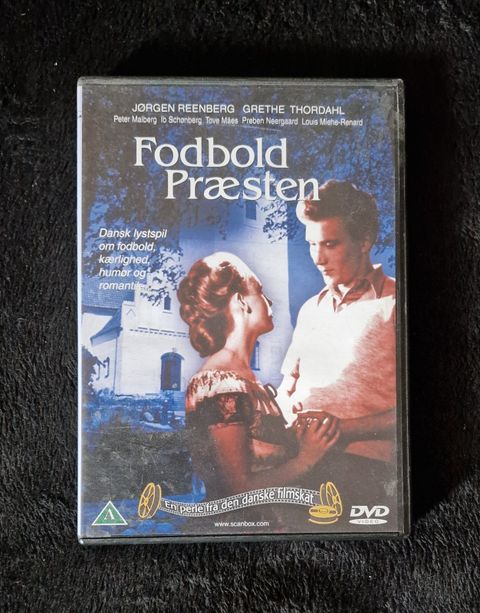 JØRGEN REENBERG GRETHE THORDAHL
Peter Malberg Ib Schønberg Tove Maës Preben Neergaard Louis Miehe-Renard
Fodbold
Præsten
Dansk lystspil
om fodbold,
kærlighed,
humør og
romantik.
En perle fra den danske filmskat
A
www.scanbox.com
DVD
VIDEO